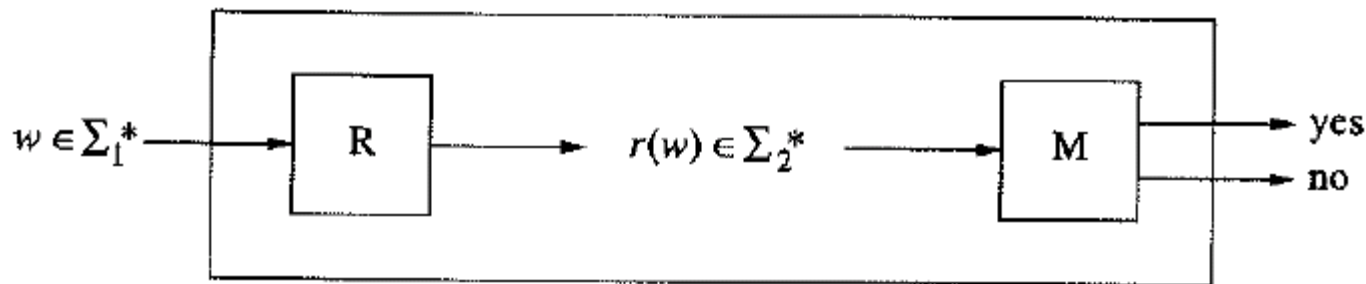 w ∈ Σ₁* R r(w) ∈ Σ₂* M yes
no